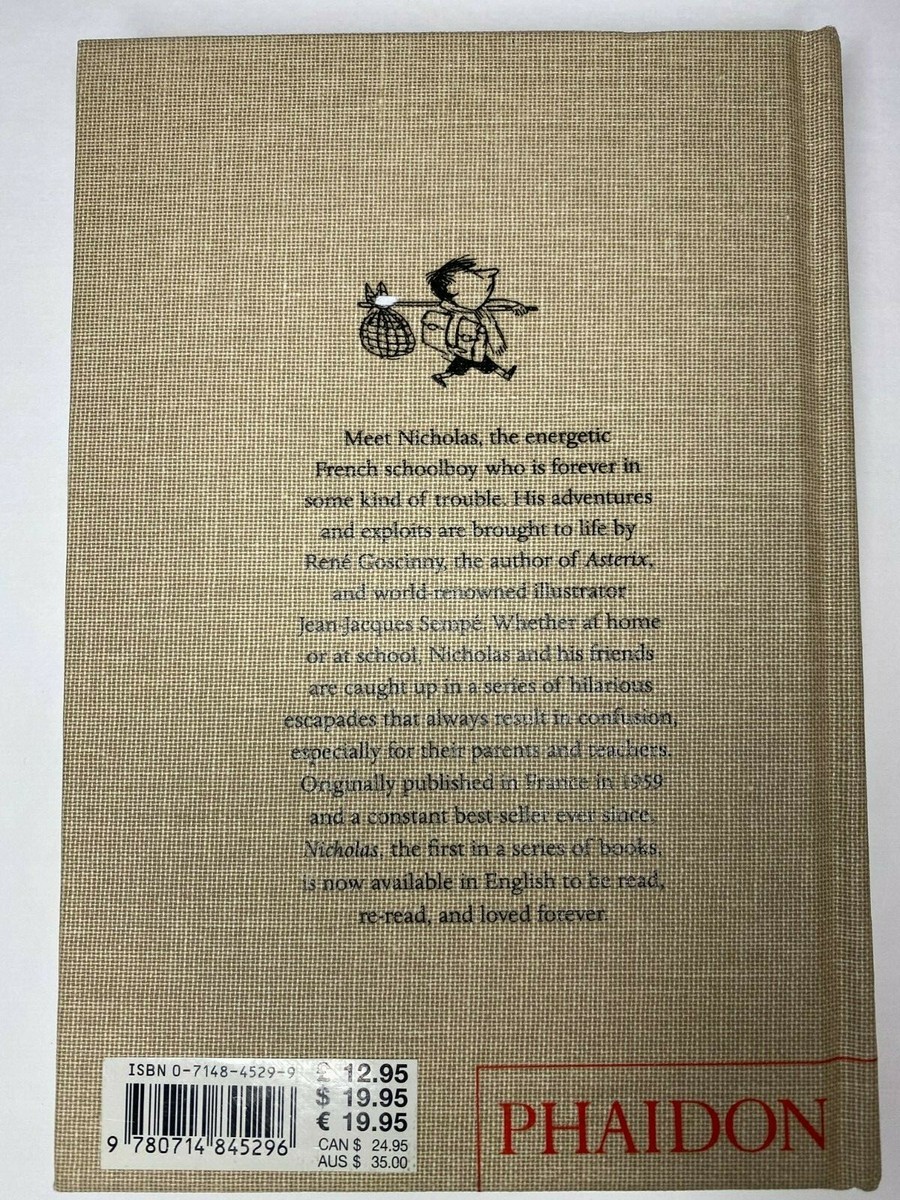 Meet Nicholas, the energetic
French schoolboy who is forever in
some kind of trouble. His adventures
and exploits are brought to life by
René Goscinny, the author of Asterix,
and world-renowned illustrator
Jean-Jacques Sempé. Whether at home
or at school, Nicholas and his friends
are caught up in a series of hilarious
escapades that always result in confusion,
especially for their parents and teachers.
Originally published in France in 1959
and a constant best-seller ever since,
Nicholas, the first in a series of books,
is now available in English to be read,
re-read, and loved forever.
ISBN 0-7148-4529-9
9 780714 845296
£ 12.95
$ 19.95
€ 19.95
CAN $ 24.95
AUS $ 35.00
PHAIDON